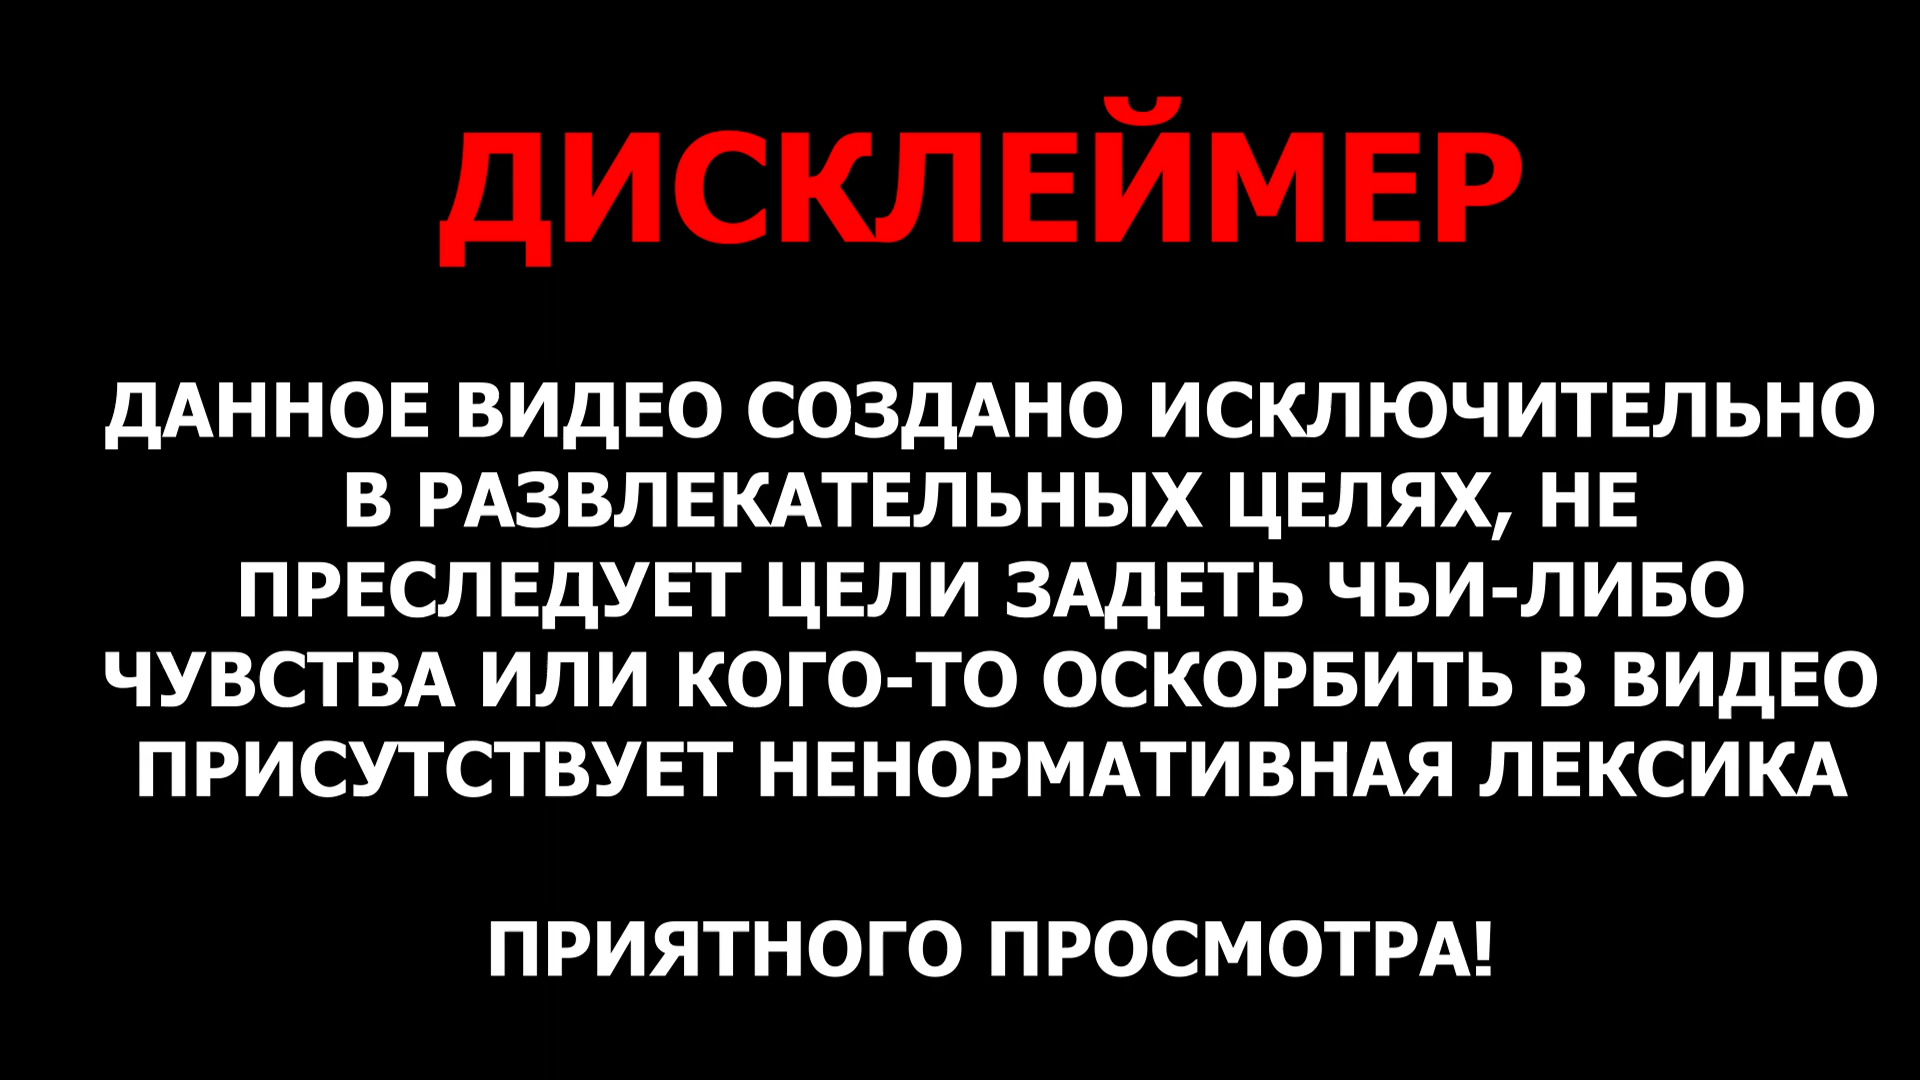 ДИСКЛЕЙМЕР
ДАННОЕ ВИДЕО СОЗДАНО ИСКЛЮЧИТЕЛЬНО
В РАЗВЛЕКАТЕЛЬНЫХ ЦЕЛЯХ, НЕ
ПРЕСЛЕДУЕТ ЦЕЛИ ЗАДЕТЬ ЧЬИ-ЛИБО
ЧУВСТВА ИЛИ КОГО-ТО ОСКОРБИТЬ В ВИДЕО
ПРИСУТСТВУЕТ НЕНОРМАТИВНАЯ ЛЕКСИКА
ПРИЯТНОГО ПРОСМОТРА!